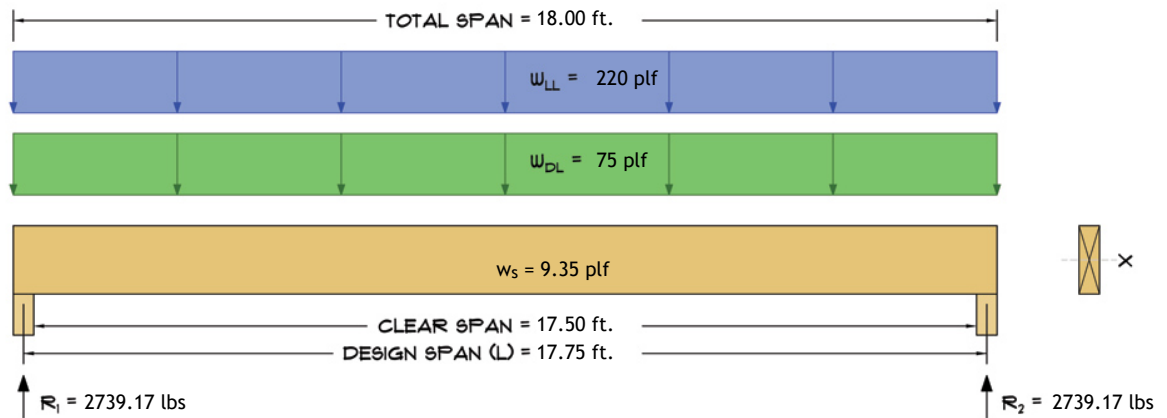 TOTAL SPAN = 18.00 ft.
WLL = 220 plf
WDL = 75 plf
ws = 9.35 plf
X
CLEAR SPAN = 17.50 ft.
DESIGN SPAN (L) = 17.75 ft.
R1 = 2739.17 lbs
R2 = 2739.17 lbs